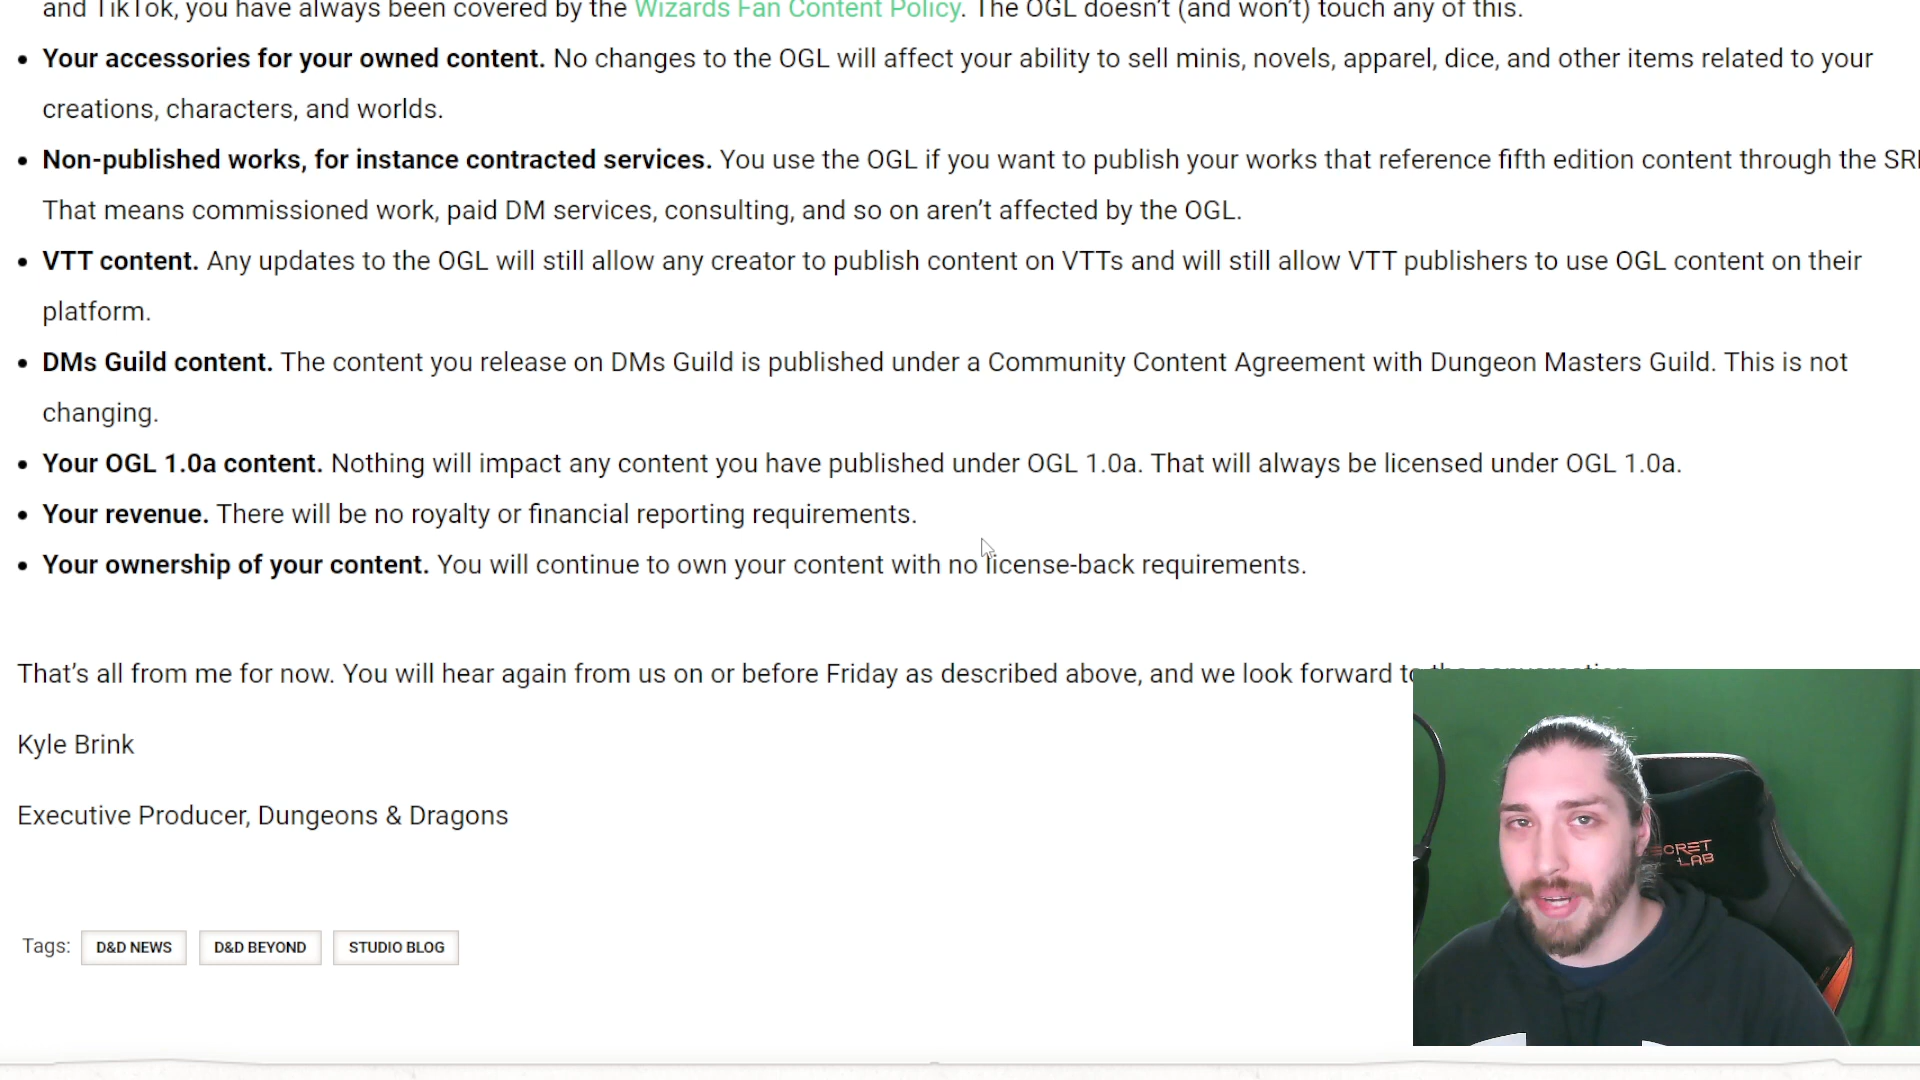 and TikTok, you have always been covered by the Wizards Fan Content Policy. The OGL doesn't (and won't) touch any of this.
• Your accessories for your owned content. No changes to the OGL will affect your ability to sell minis, novels, apparel, dice, and other items related to your
creations, characters, and worlds.
• Non-published works, for instance contracted services. You use the OGL if you want to publish your works that reference fifth edition content through the
That means commissioned work, paid DM services, consulting, and so on aren't affected by the OGL.
• VTT content. Any updates to the OGL will still allow any creator to publish content on VTTs and will still allow VTT publishers to use OGL content on their
platform.
• DMs Guild content. The content you release on DMs Guild is published under a Community Content Agreement with Dungeon Masters Guild. This is not
changing.
• Your OGL 1.0a content. Nothing will impact any content you have published under OGL 1.0a. That will always be licensed under OGL 1.0a.
• Your revenue. There will be no royalty or financial reporting requirements.
• Your ownership of your content. You will continue to own your content with no license-back requirements.
That's all from me for now. You will hear again from us on or before Friday as described above, and we look forward to
Kyle Brink
Executive Producer, Dungeons & Dragons
Tags: D&D NEWS D&D BEYOND STUDIO BLOG
LAB